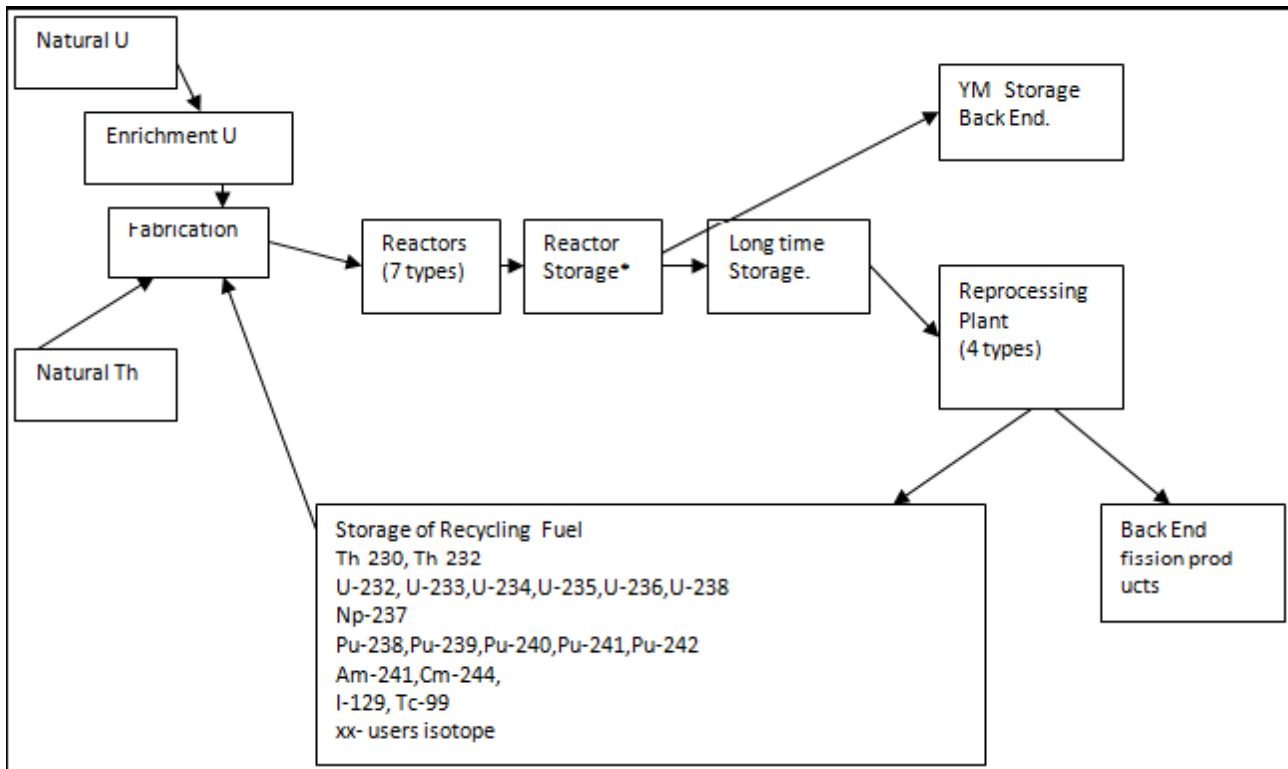 Natural U
Enrichment U
Fabrication
Natural Th
Reactors
(7 types)
Reactor
Storage*
Long time
Storage.
YM Storage
Back End.
Reprocessing
Plant
(4 types)
Storage of Recycling Fuel
Th 230, Th 232
U-232, U-233,U-234,U-235,U-236,U-238
Np-237
Pu-238,Pu-239,Pu-240,Pu-241,Pu-242
Am-241,Cm-244,
I-129, Tc-99
xx- users isotope
Back End
fission prod
ucts